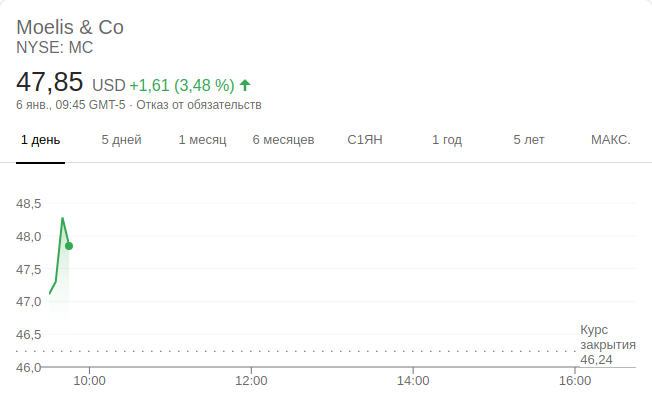 Moelis & Co
NYSE: MC
47,85 USD +1,61 (3,48 %)
6 янв., 09:45 GMT-5 · Отказ от обязательств
1 день 5 дней 1 месяц 6 месяцев С1ЯН 1 год 5 лет МАКС.
48,5
48,0
47,5
47,0
46,5
46,0
Курс
закрытия
46,24
10:00 12:00 14:00 16:00